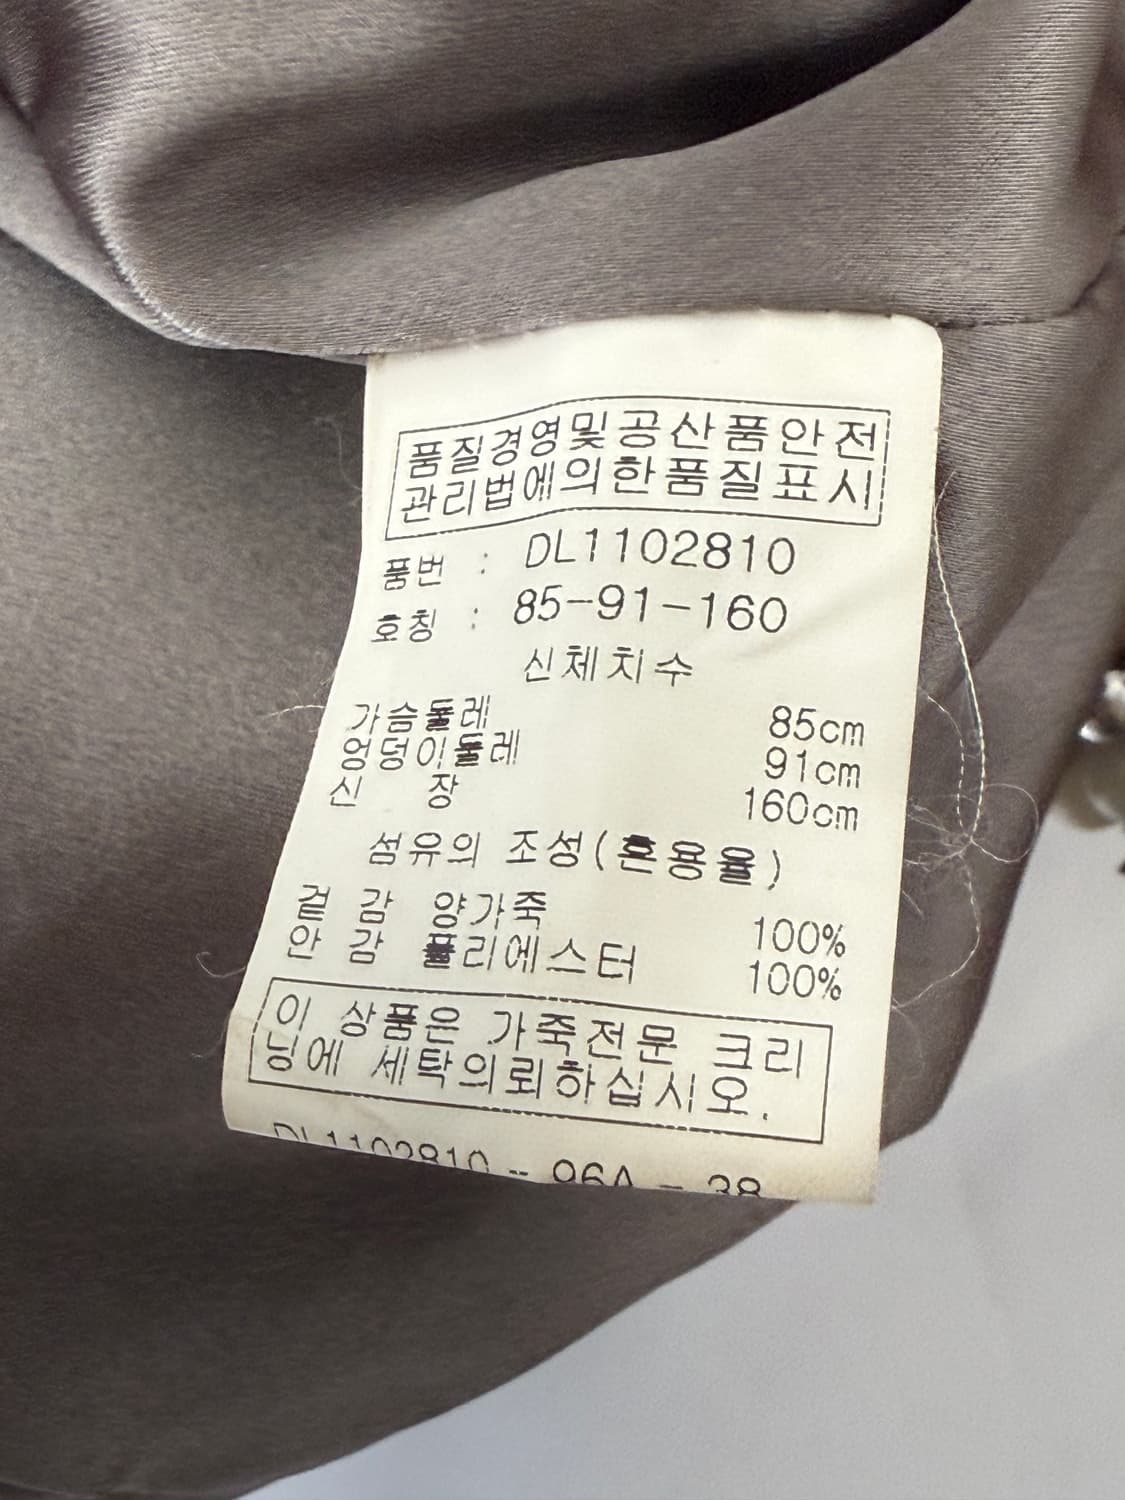 품질경영및공산품안전
관리법에의한품질표시
품번 : DL1102810
호칭 : 85-91-160
신체치수
가슴둘레 85cm
엉덩이둘레 91cm
신 장 160cm
섬유의 조성(혼용율)
겉 감 양가죽 100%
안 감 폴리에스터 100%
이 상품은 가죽전문 크리
닝에 세탁의뢰하십시오.
DL1102810 - 96A - 38